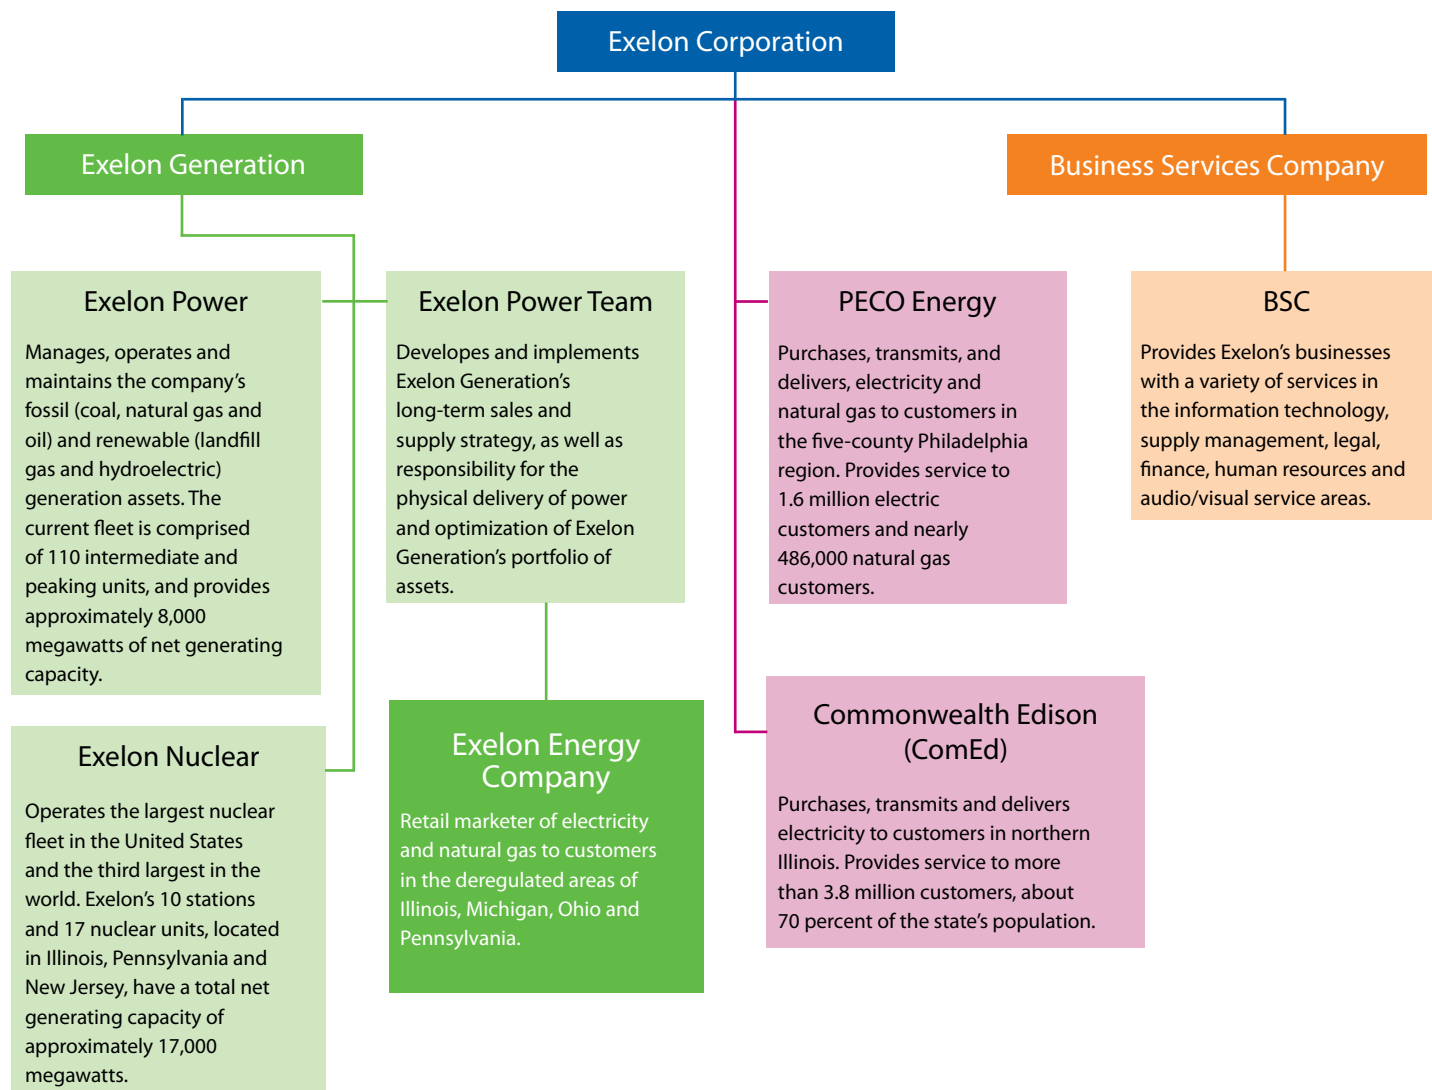 Exelon Corporation
Exelon Generation
Business Services Company
Exelon Power
Manages, operates and
maintains the company’s
fossil (coal, natural gas and
oil) and renewable (landfill
gas and hydroelectric)
generation assets. The
current fleet is comprised
of 110 intermediate and
peaking units, and provides
approximately 8,000
megawatts of net generating
capacity.
Exelon Power Team
Developes and implements
Exelon Generation’s
long-term sales and
supply strategy, as well as
responsibility for the
physical delivery of power
and optimization of Exelon
Generation’s portfolio of
assets.
PECO Energy
Purchases, transmits, and
delivers, electricity and
natural gas to customers in
the five-county Philadelphia
region. Provides service to
1.6 million electric
customers and nearly
486,000 natural gas
customers.
BSC
Provides Exelon’s businesses
with a variety of services in
the information technology,
supply management, legal,
finance, human resources and
audio/visual service areas.
Exelon Nuclear
Operates the largest nuclear
fleet in the United States
and the third largest in the
world. Exelon’s 10 stations
and 17 nuclear units, located
in Illinois, Pennsylvania and
New Jersey, have a total net
generating capacity of
approximately 17,000
megawatts.
Exelon Energy
Company
Retail marketer of electricity
and natural gas to customers
in the deregulated areas of
Illinois, Michigan, Ohio and
Pennsylvania.
Commonwealth Edison
(ComEd)
Purchases, transmits and delivers
electricity to customers in northern
Illinois. Provides service to more
than 3.8 million customers, about
70 percent of the state’s population.